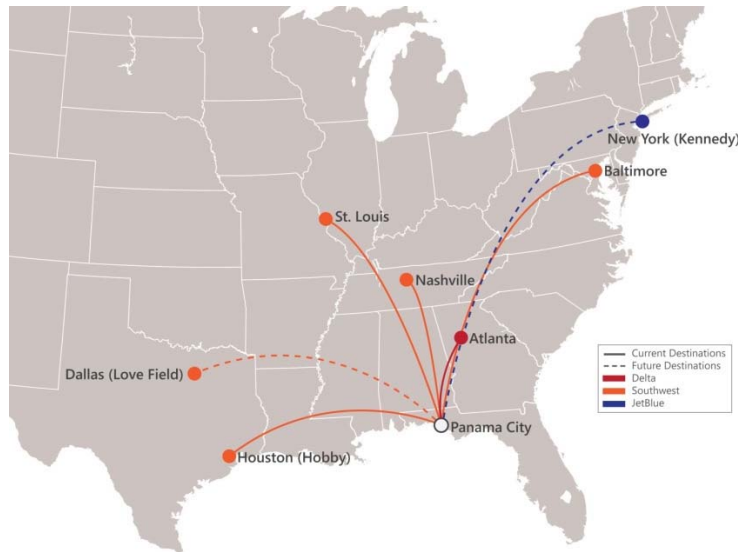 New York (Kennedy)
Baltimore
St. Louis
Nashville
Atlanta
Dallas (Love Field)
Panama City
Houston (Hobby)
Current Destinations
Future Destinations
Delta
Southwest
JetBlue